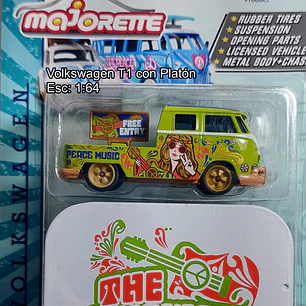 majorette
RUBBER TIRES
SUSPENSION
OPENING PARTS
LICENSED VEHICLE
METAL BODY+CHAS
Volkswagen T1 con Platón
Esc: 1:64
FREE
ENTRY
PEACE MUSIC
VOLKSWAGEN
THE